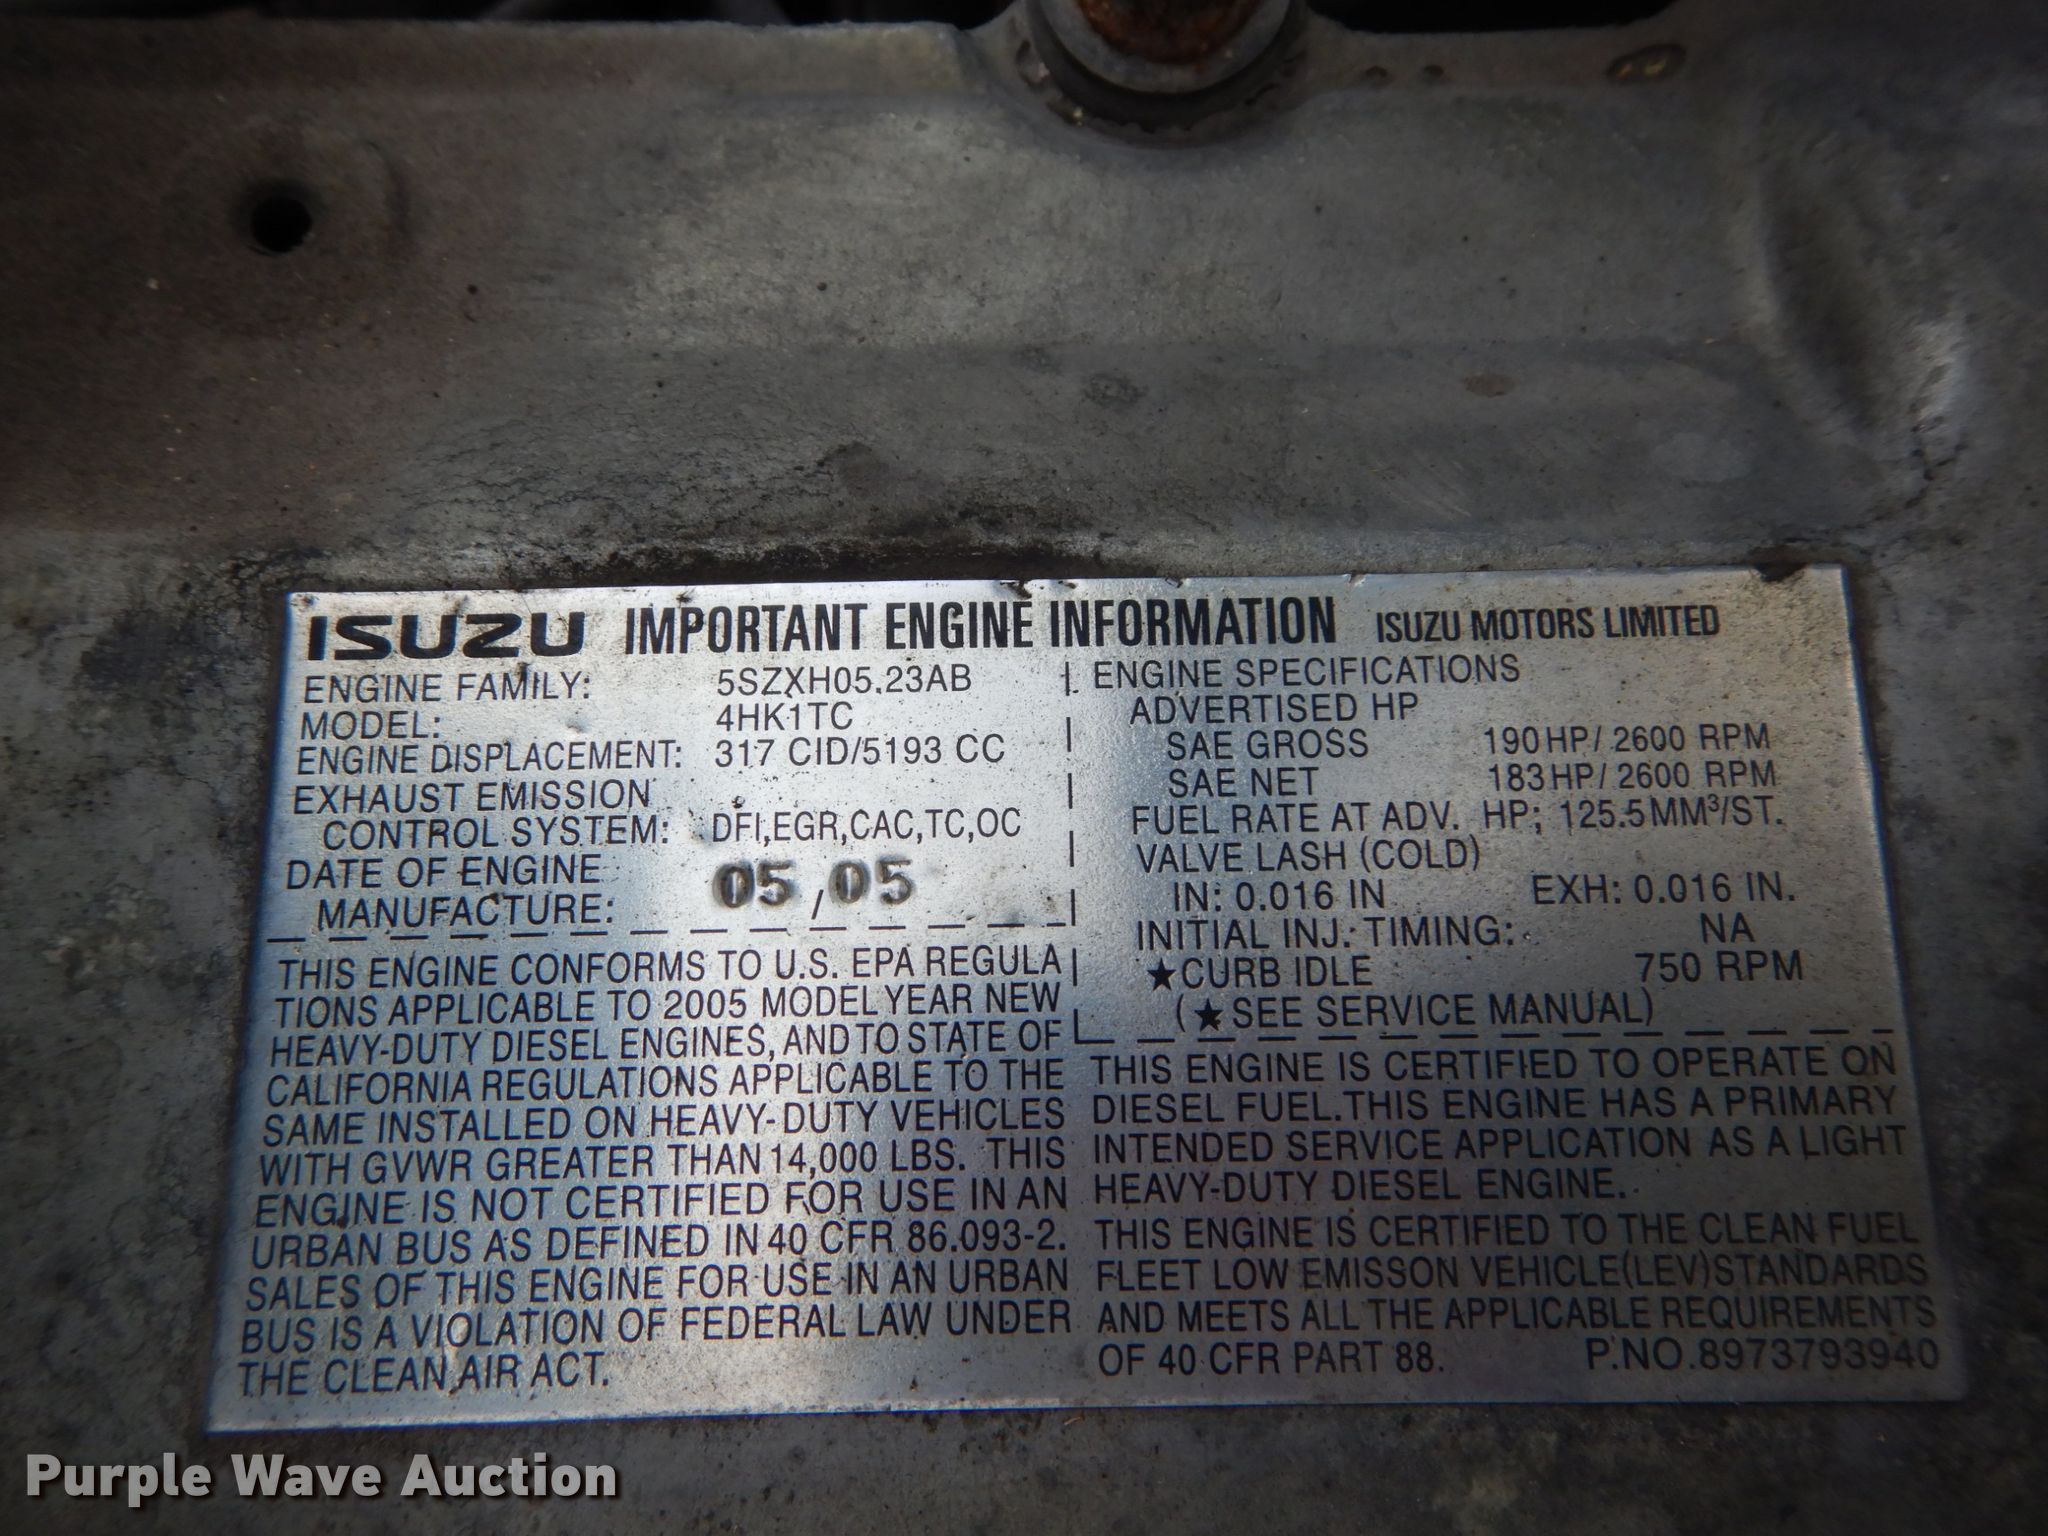 ISUZU IMPORTANT ENGINE INFORMATION ISUZU MOTORS LIMITED
ENGINE FAMILY: 5SZXH05.23AB
MODEL: 4HK1TC
ENGINE DISPLACEMENT: 317 CID/5193 CC
EXHAUST EMISSION
CONTROL SYSTEM: DFI,EGR,CAC,TC,OC
DATE OF ENGINE
MANUFACTURE: 05 / 05
THIS ENGINE CONFORMS TO U.S. EPA REGULA
TIONS APPLICABLE TO 2005 MODEL YEAR NEW
HEAVY-DUTY DIESEL ENGINES, AND TO STATE OF
CALIFORNIA REGULATIONS APPLICABLE TO THE
SAME INSTALLED ON HEAVY-DUTY VEHICLES
WITH GVWR GREATER THAN 14,000 LBS. THIS
ENGINE IS NOT CERTIFIED FOR USE IN AN
URBAN BUS AS DEFINED IN 40 CFR 86.093-2.
SALES OF THIS ENGINE FOR USE IN AN URBAN
BUS IS A VIOLATION OF FEDERAL LAW UNDER
THE CLEAN AIR ACT.
ENGINE SPECIFICATIONS
ADVERTISED HP
SAE GROSS 190 HP/ 2600 RPM
SAE NET 183 HP/ 2600 RPM
FUEL RATE AT ADV. HP; 125.5 MM³/ST.
VALVE LASH (COLD)
IN: 0.016 IN EXH: 0.016 IN.
INITIAL INJ. TIMING: NA
★CURB IDLE 750 RPM
(★SEE SERVICE MANUAL)
THIS ENGINE IS CERTIFIED TO OPERATE ON
DIESEL FUEL. THIS ENGINE HAS A PRIMARY
INTENDED SERVICE APPLICATION AS A LIGHT
HEAVY-DUTY DIESEL ENGINE.
THIS ENGINE IS CERTIFIED TO THE CLEAN FUEL
FLEET LOW EMISSON VEHICLE(LEV)STANDARDS
AND MEETS ALL THE APPLICABLE REQUIREMENTS
OF 40 CFR PART 88. P.NO.8973793940
Purple Wave Auction